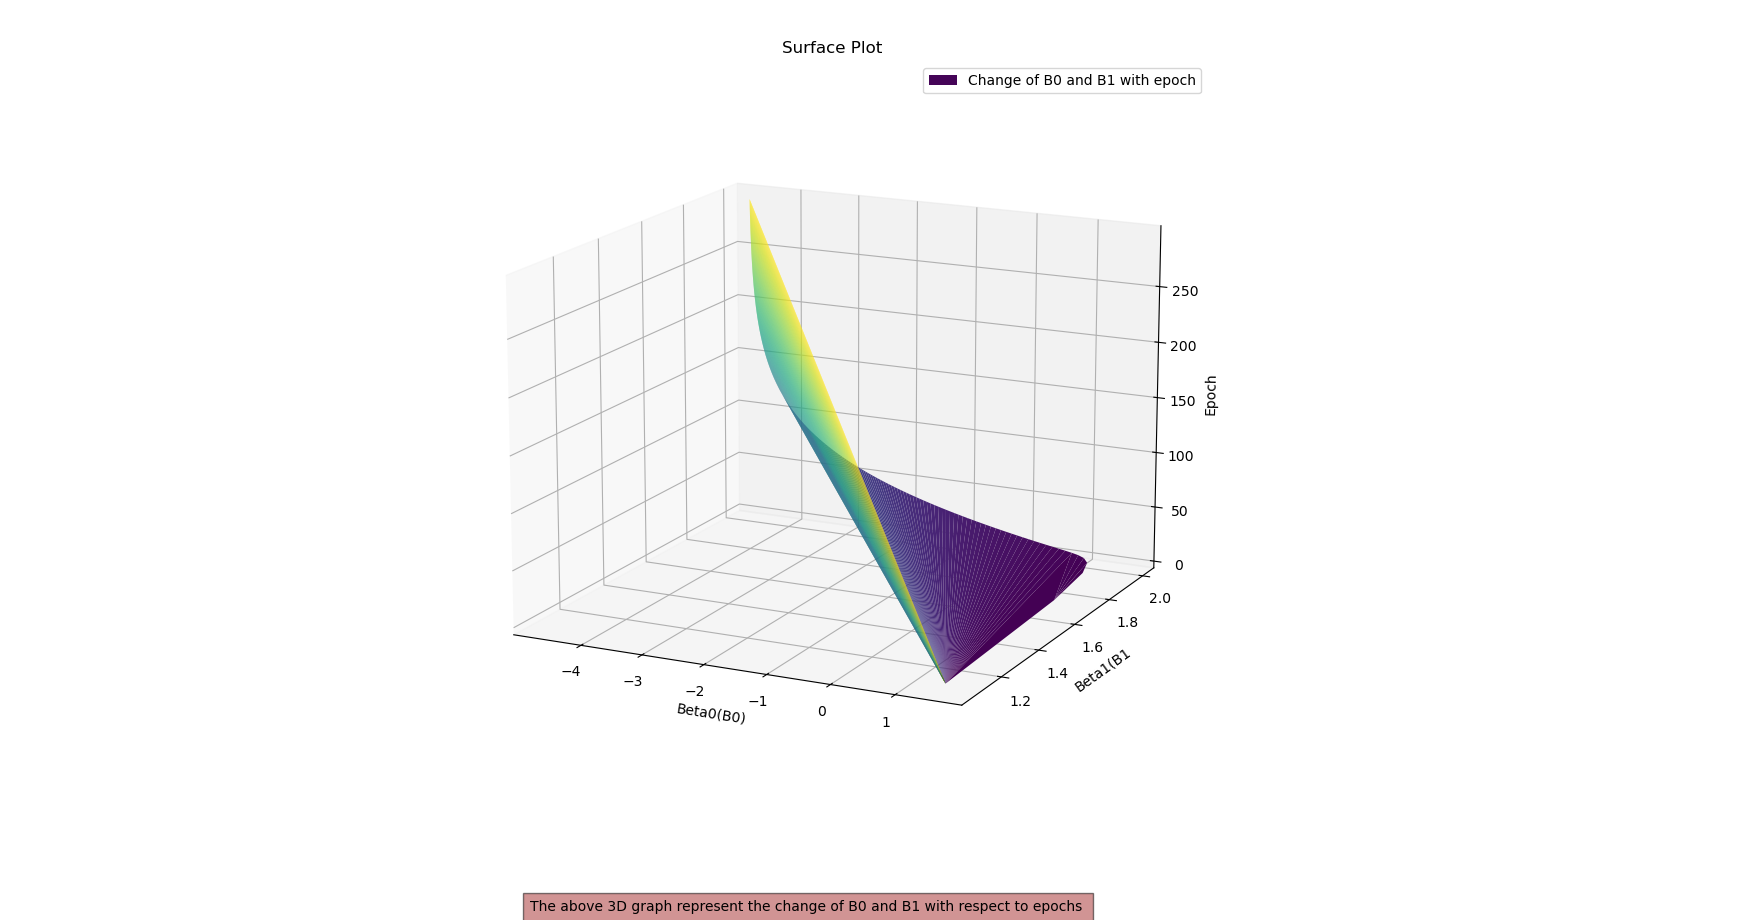 Surface Plot
Change of B0 and B1 with epoch
250
200
150
100
50
0
Epoch
2.0
1.8
1.6
1.4
1.2
Beta1(B1
−4
−3
−2
−1
0
1
Beta0(B0)
The above 3D graph represent the change of B0 and B1 with respect to epochs